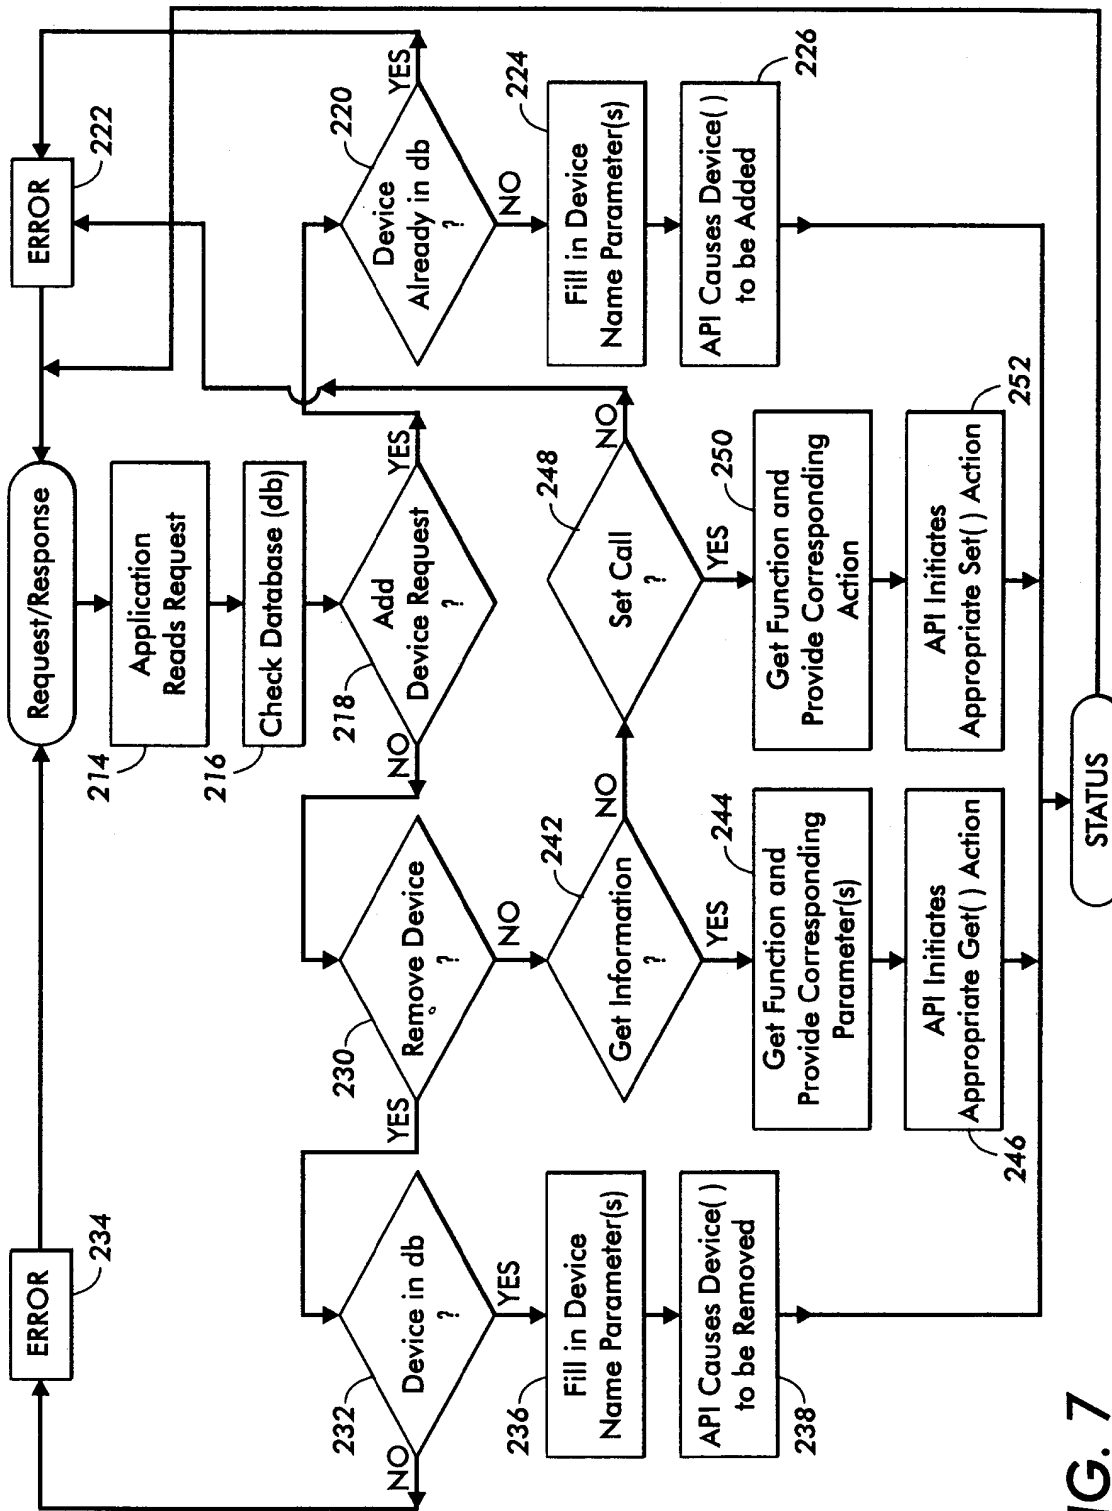 ERROR
234
Request/Response
ERROR
222
Application
Reads Request
214
Check Database (db)
216
Add
Device Request
?
218
YES
NO
Device
Already in db
?
220
YES
NO
Fill in Device
Name Parameter(s)
224
API Causes Device( )
to be Added
226
Remove Device
?
230
YES
NO
Device in db
?
232
NO
YES
Fill in Device
Name Parameter(s)
236
API Causes Device( )
to be Removed
238
Get Information
?
242
NO
YES
Get Function and
Provide Corresponding
Parameter(s)
244
API Initiates
Appropriate Get( ) Action
246
Set Call
?
248
NO
YES
Get Function and
Provide Corresponding
Action
250
API Initiates
Appropriate Set( ) Action
252
STATUS
IG. 7